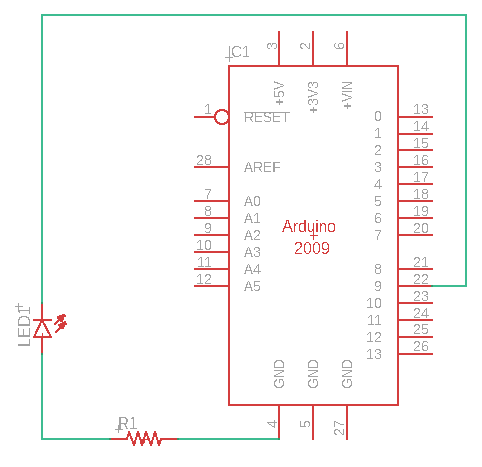 IC1
3
2
6
+5V
+3V3
+VIN
1
RESET
0
13
1
14
2
15
28
AREF
3
16
4
17
7
A0
5
18
8
A1
6
19
9
A2
Arduino
7
20
10
A3
2009
11
A4
8
21
12
A5
9
22
10
23
LED1
11
24
12
25
13
26
GND
GND
GND
4
5
27
R1